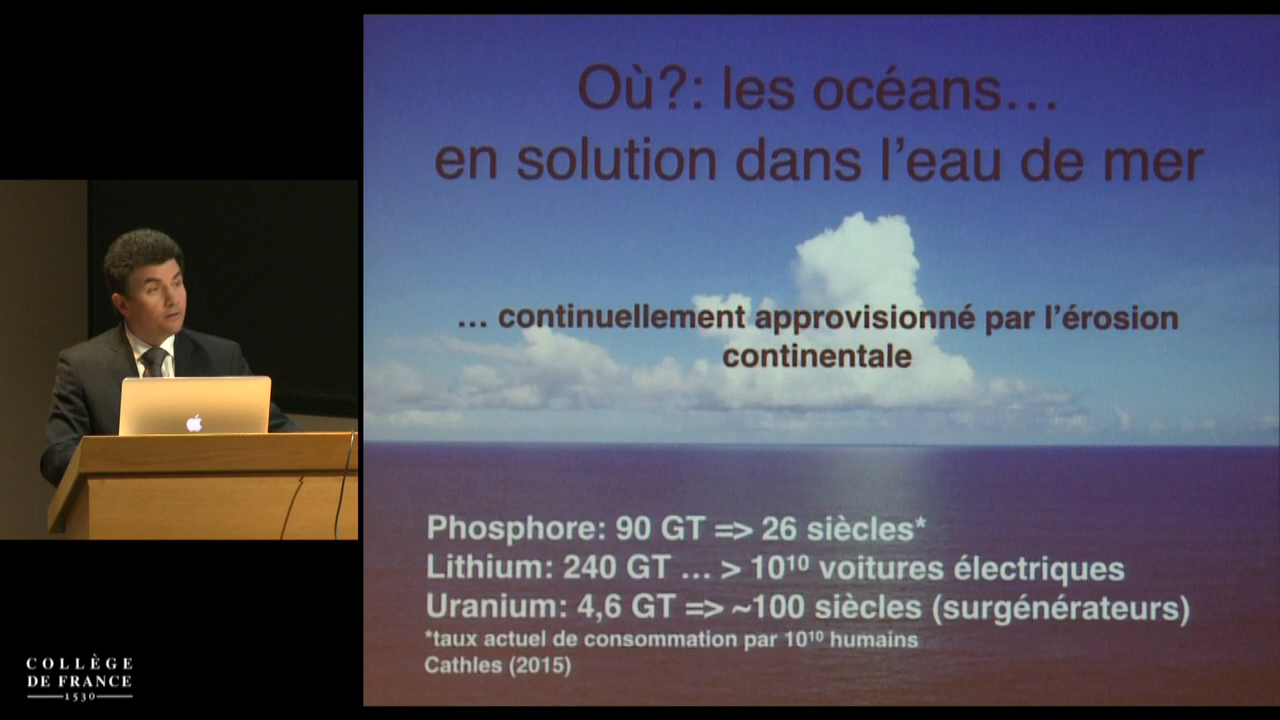 Où?: les océans…
en solution dans l’eau de mer
… continuellement approvisionné par l’érosion
continentale
Phosphore: 90 GT => 26 siècles*
Lithium: 240 GT … > 10¹⁰ voitures électriques
Uranium: 4,6 GT => ~100 siècles (surgénérateurs)
*taux actuel de consommation par 10¹⁰ humains
Cathles (2015)
COLLÈGE
DE FRANCE
1530